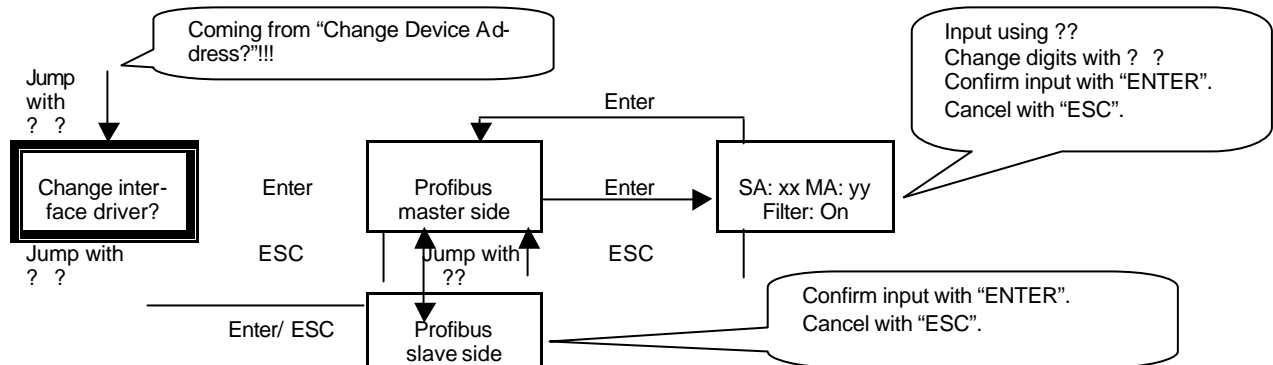 Coming from “Change Device Ad-
dress?”!!!
Input using ??
Change digits with ? ?
Confirm input with “ENTER”.
Cancel with “ESC”.
Jump
with
? ?
Enter
Change inter-
face driver?
Enter
Profibus
master side
Enter
SA: xx MA: yy
Filter: On
Jump with
? ?
ESC
Jump with
??
ESC
Enter/ ESC
Profibus
slave side
Confirm input with “ENTER”.
Cancel with “ESC”.